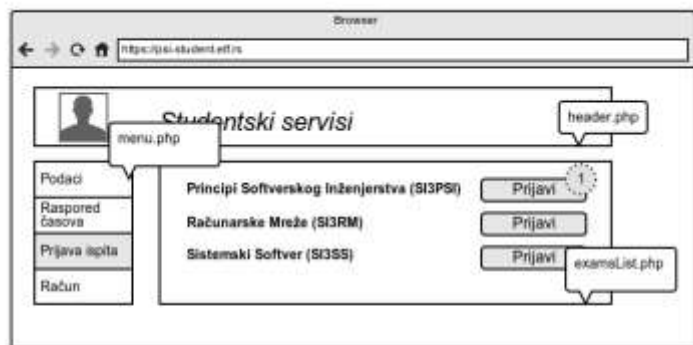 Browser
https://psi-student.etf.rs
Studentski servisi
header.php
menu.php
Podaci
Raspored
časova
Prijava ispita
Račun
Principi Softverskog Inženjerstva (SI3PSI)
Prijavi
1
Računarske Mreže (SI3RM)
Prijavi
Sistemski Softver (SI3SS)
Prijavi
examsList.php